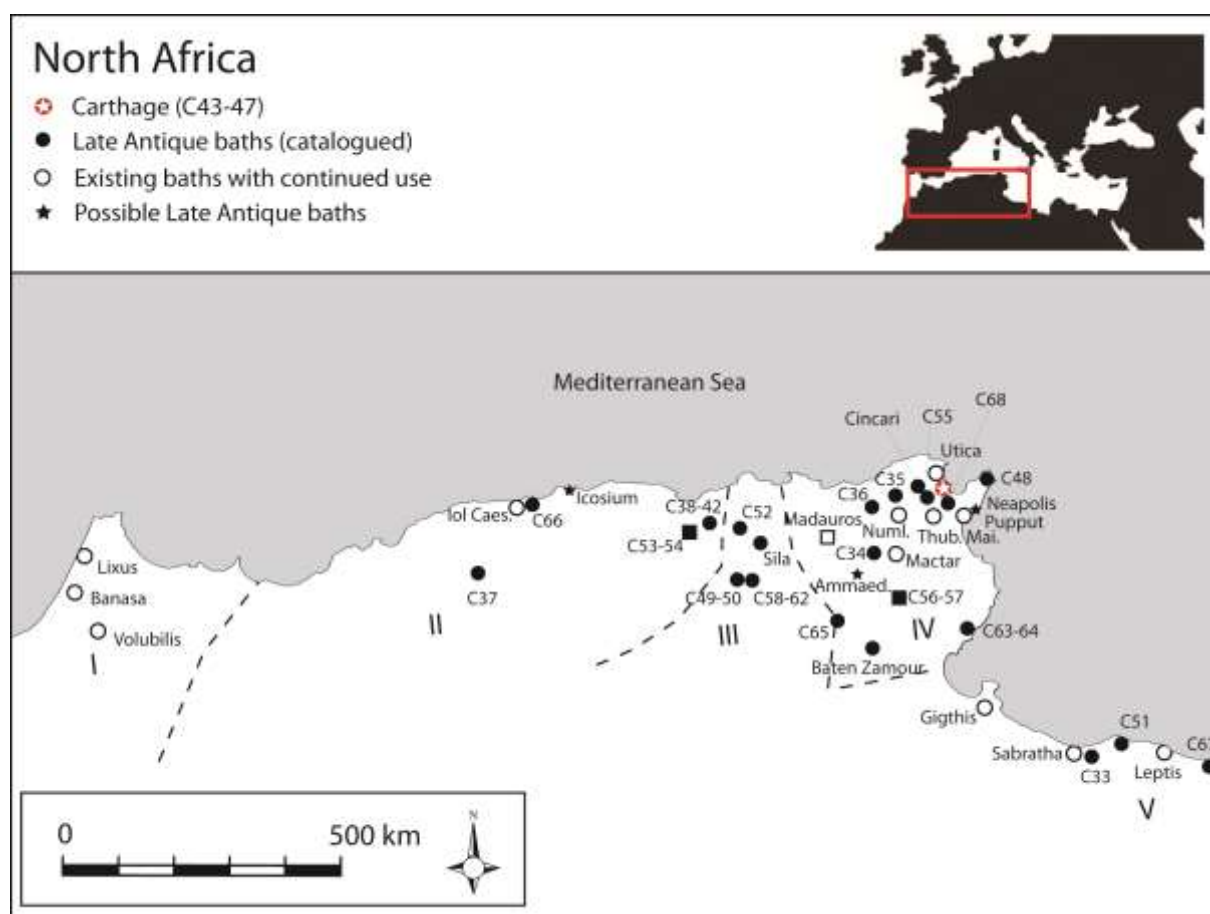 North Africa
Carthage (C43-47)
Late Antique baths (catalogued)
Existing baths with continued use
Possible Late Antique baths
Mediterranean Sea
C68
Cincari
C55
Utica
C48
C35
C36
Neapolis
Pupput
Icosium
Iol Caes.
C66
C38-42
C52
Madauros
Numl.
Thub. Mai.
C53-54
Sila
C34
Mactar
Lixus
Ammaed.
Banasa
C37
C49-50
C58-62
C56-57
Volubilis
I
II
III
C65
IV
C63-64
Baten Zamour
Gigthis
C51
Sabratha
C33
Leptis
V
N
0
500 km